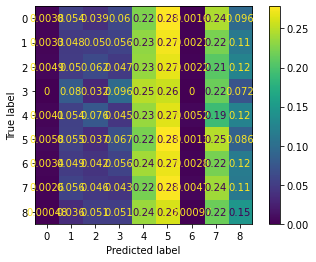 0 0.0038 0.054 0.039 0.06 0.22 0.28 0.24 0.096
1 0.0033 0.048 0.05 0.056 0.23 0.27 0.22 0.11
2 0.0049 0.05 0.062 0.047 0.23 0.27 0.21 0.12
3 0 0.08 0.032 0.096 0.25 0.26 0 0.22 0.072
4 0.054 0.076 0.045 0.23 0.27 0.19 0.12
5 0.0058 0.055 0.037 0.067 0.22 0.28 0.25 0.086
6 0.049 0.042 0.056 0.24 0.27 0.22 0.12
7 0.056 0.046 0.043 0.22 0.28 0.24 0.11
8 0.036 0.051 0.051 0.24 0.26 0.22 0.15
0 1 2 3 4 5 6 7 8
Predicted label
True label
0.25
0.20
0.15
0.10
0.05
0.00